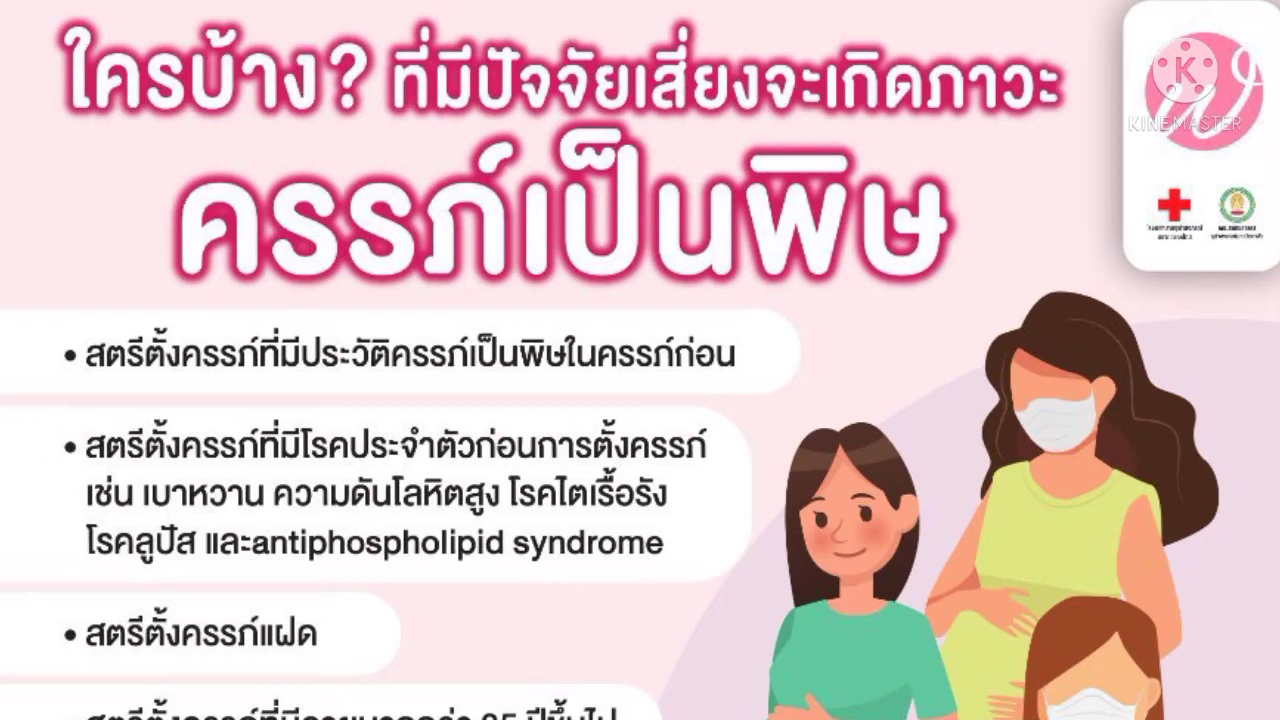 ใครบ้าง? ที่มีปัจจัยเสี่ยงจะเกิดภาวะ
ครรภ์เป็นพิษ
KINEMASTER
• สตรีตั้งครรภ์ที่มีประวัติครรภ์เป็นพิษในครรภ์ก่อน
• สตรีตั้งครรภ์ที่มีโรคประจำตัวก่อนการตั้งครรภ์
เช่น เบาหวาน ความดันโลหิตสูง โรคไตเรื้อรัง
โรคลูปัส และantiphospholipid syndrome
• สตรีตั้งครรภ์แฝด